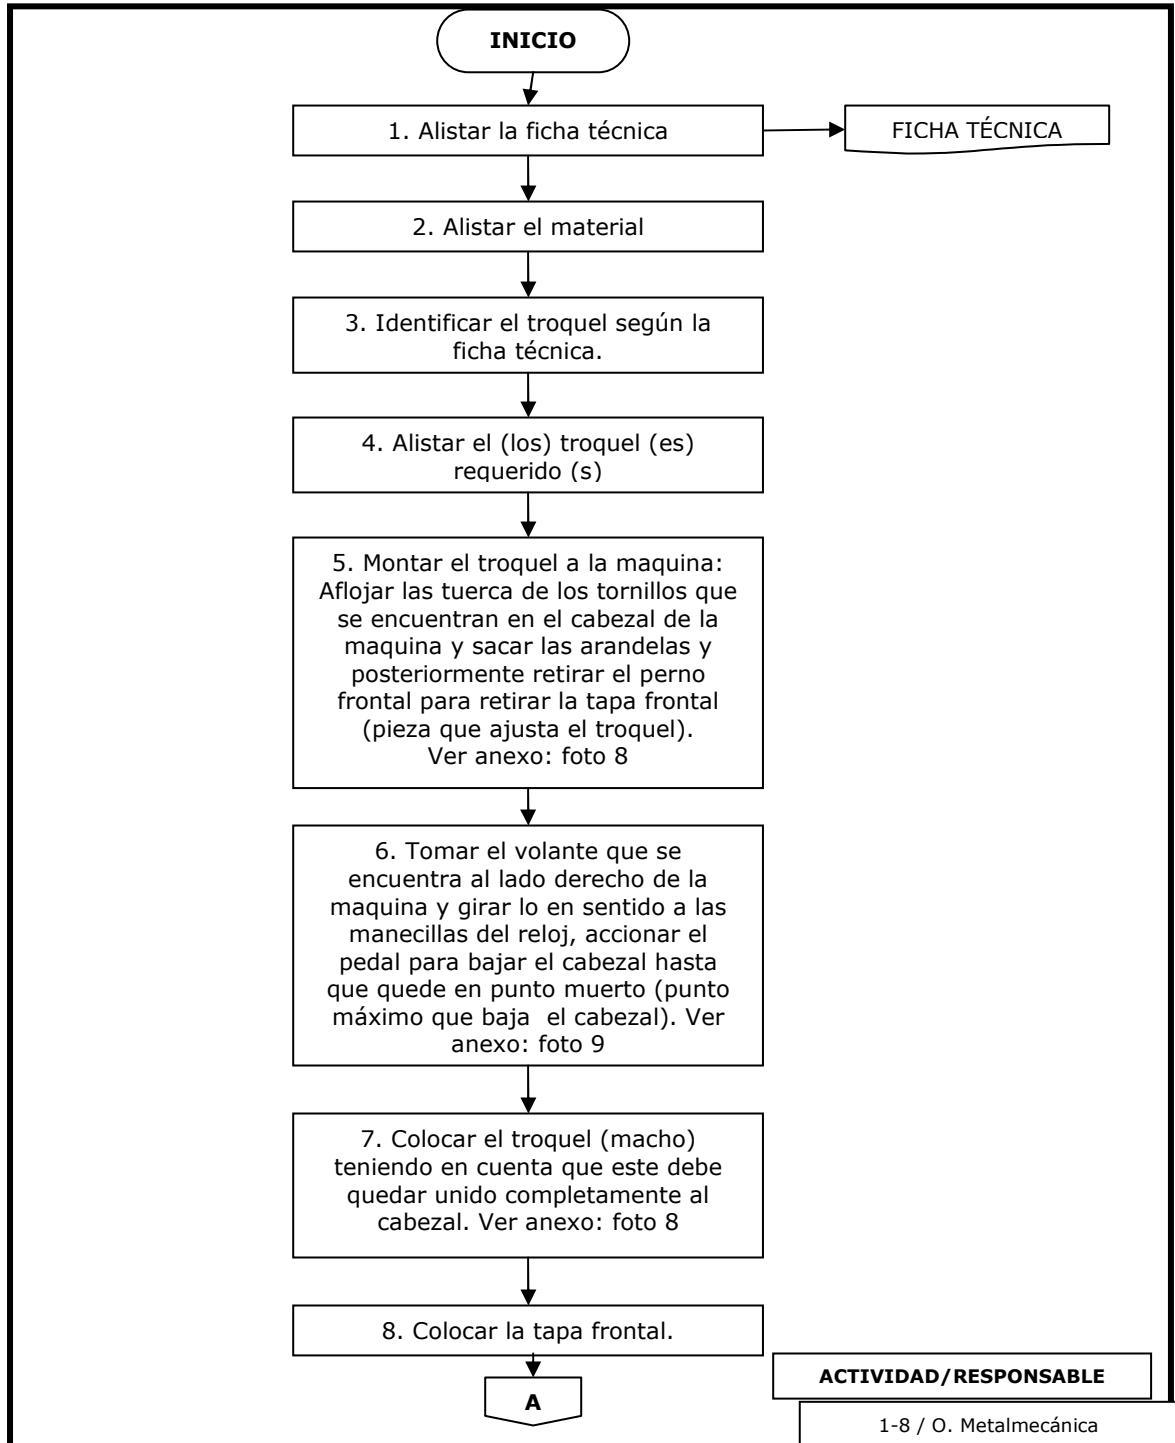 INICIO
1. Alistar la ficha técnica
FICHA TÉCNICA
2. Alistar el material
3. Identificar el troquel según la
ficha técnica.
4. Alistar el (los) troquel (es)
requerido (s)
5. Montar el troquel a la maquina:
Aflojar las tuerca de los tornillos que
se encuentran en el cabezal de la
maquina y sacar las arandelas y
posteriormente retirar el perno
frontal para retirar la tapa frontal
(pieza que ajusta el troquel).
Ver anexo: foto 8
6. Tomar el volante que se
encuentra al lado derecho de la
maquina y girar lo en sentido a las
manecillas del reloj, accionar el
pedal para bajar el cabezal hasta
que quede en punto muerto (punto
máximo que baja el cabezal). Ver
anexo: foto 9
7. Colocar el troquel (macho)
teniendo en cuenta que este debe
quedar unido completamente al
cabezal. Ver anexo: foto 8
8. Colocar la tapa frontal.
A
ACTIVIDAD/RESPONSABLE
1-8 / O. Metalmecánica